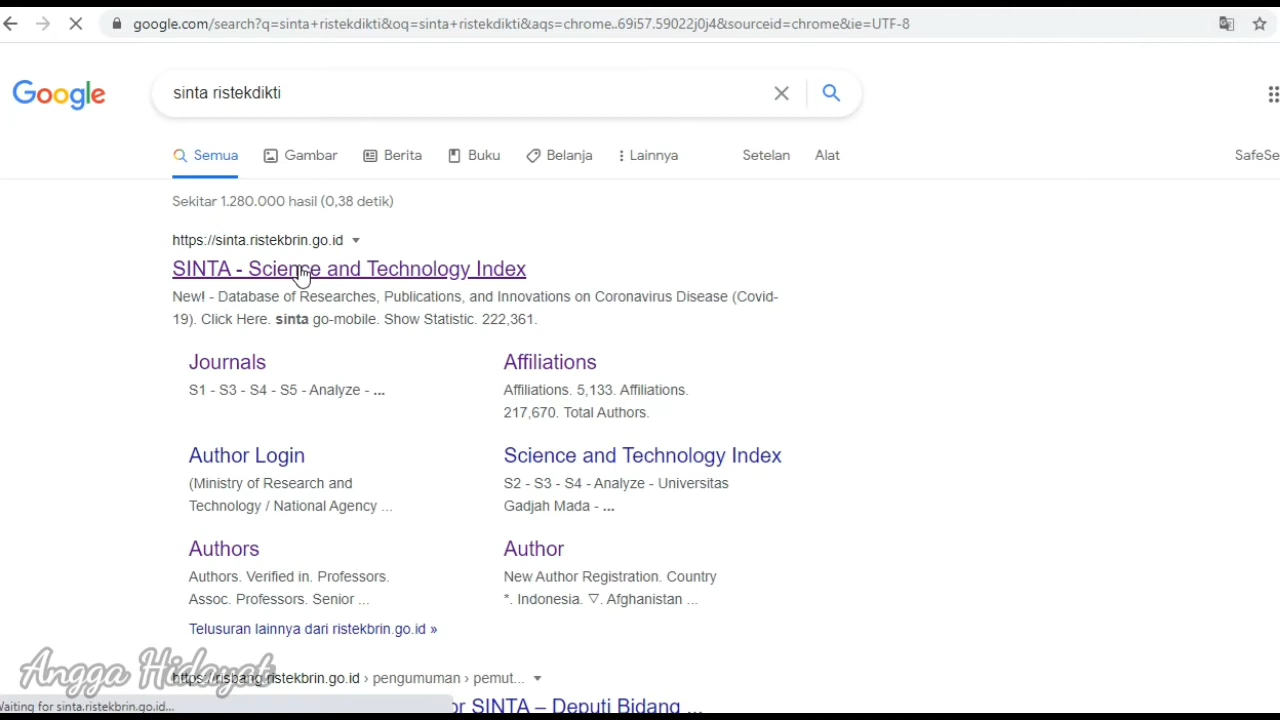 google.com/search?q=sinta+ristekdikti&oq=sinta+ristekdikti&aqs=chrome..69i57.59022j0j4&sourceid=chrome&ie=UTF-8
Google
sinta ristekdikti
Semua Gambar Berita Buku Belanja Lainnya Setelan Alat SafeSe
Sekitar 1.280.000 hasil (0,38 detik)
https://sinta.ristekbrin.go.id
SINTA - Science and Technology Index
New! - Database of Researches, Publications, and Innovations on Coronavirus Disease (Covid-
19). Click Here. sinta go-mobile. Show Statistic. 222,361.
Journals
S1 - S3 - S4 - S5 - Analyze - ...
Affiliations
Affiliations. 5,133. Affiliations.
217,670. Total Authors.
Author Login
(Ministry of Research and
Technology / National Agency ...
Science and Technology Index
S2 - S3 - S4 - Analyze - Universitas
Gadjah Mada - ...
Authors
Authors. Verified in. Professors.
Assoc. Professors. Senior ...
Author
New Author Registration. Country
*. Indonesia. ▽. Afghanistan ...
Telusuran lainnya dari ristekbrin.go.id »
Angga Hidayat
https://risbang.ristekbrin.go.id › pengumuman › pemut...
or SINTA – Deputi Bidang ...
Waiting for sinta.ristekbrin.go.id...